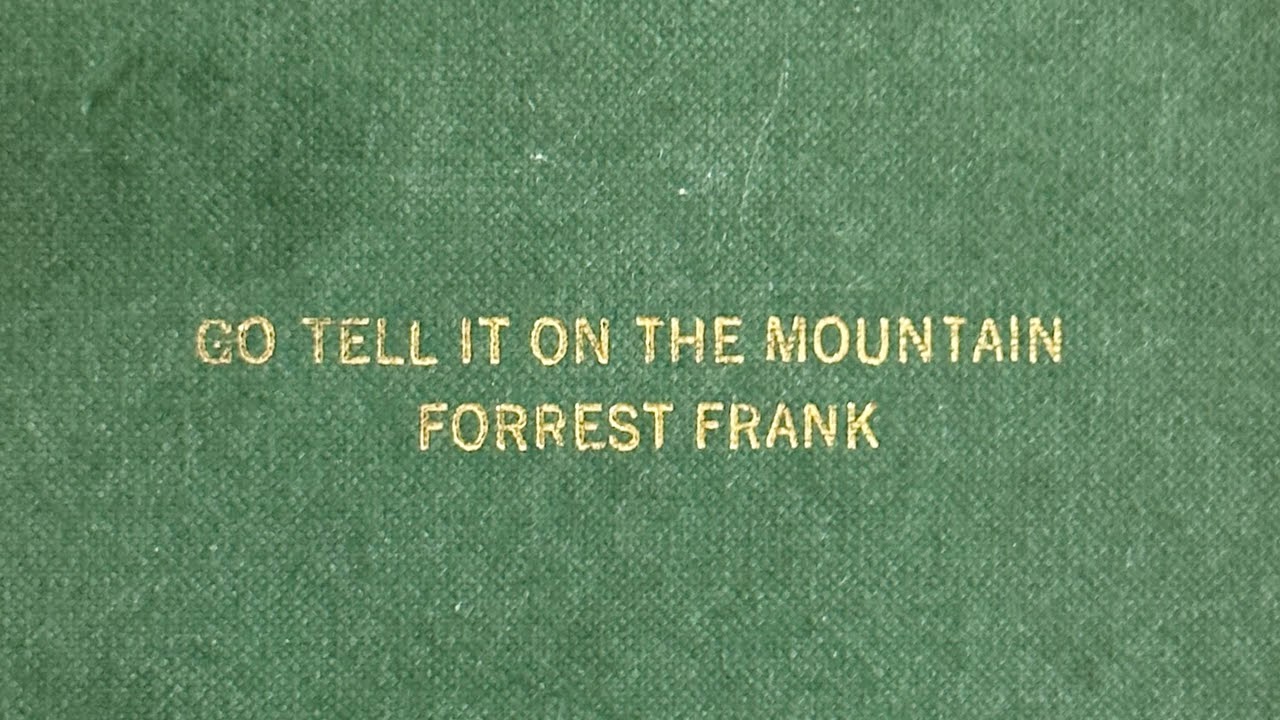 GO TELL IT ON THE MOUNTAIN
FORREST FRANK